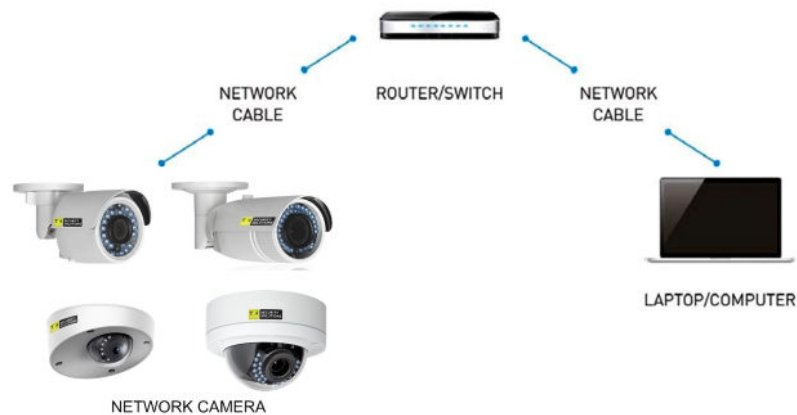 NETWORK
CABLE
ROUTER/SWITCH
NETWORK
CABLE
LAPTOP/COMPUTER
NETWORK CAMERA